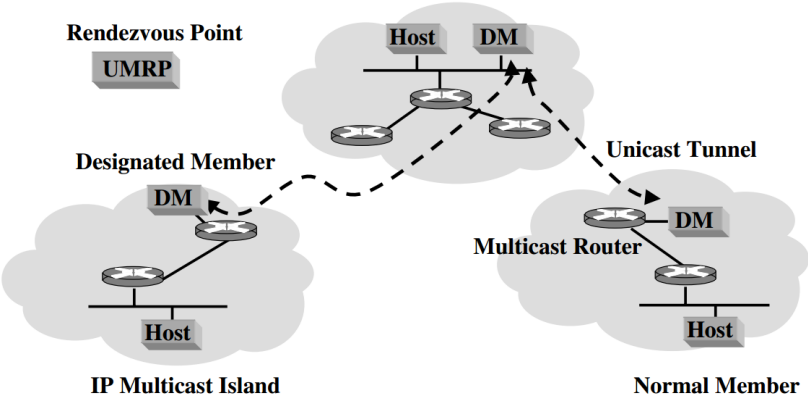 Rendezvous Point
UMRP
Host
DM
Designated Member
DM
Unicast Tunnel
DM
Multicast Router
Host
Host
IP Multicast Island
Normal Member